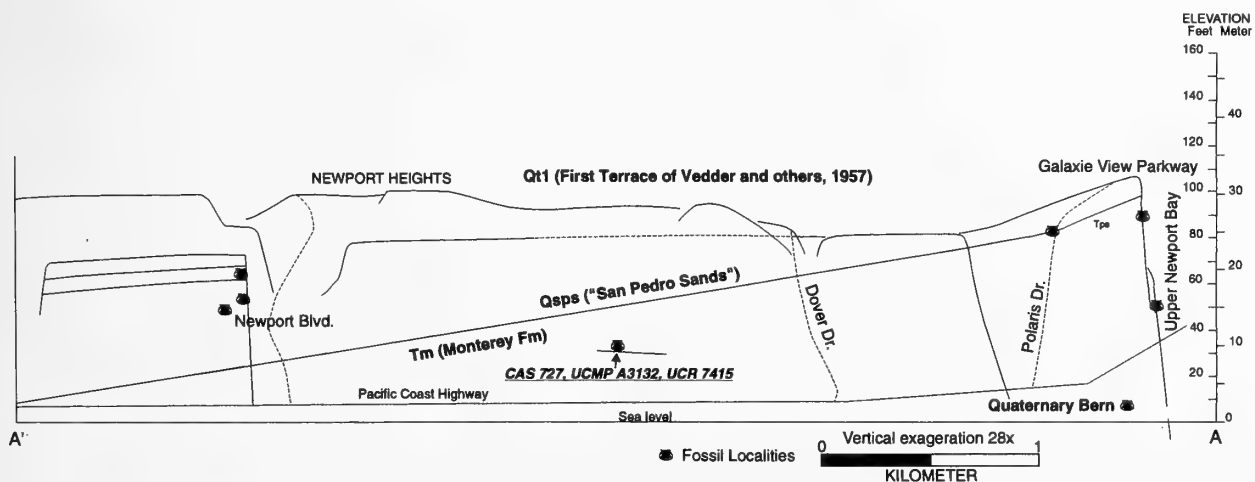 ELEVATION
Feet Meter
160
140
40
120
Galaxie View Parkway
NEWPORT HEIGHTS
Qt1 (First Terrace of Vedder and others, 1957)
100
30
Tps
80
Upper Newport Bay
20
60
Qsps ("San Pedro Sands")
Dover Dr.
Polaris Dr.
Newport Blvd.
40
Tm (Monterey Fm)
10
CAS 727, UCMP A3132, UCR 7415
20
Pacific Coast Highway
Quaternary Bern
Sea level
0
0
A'
A
Fossil Localities
0
Vertical exageration 28x
1
KILOMETER